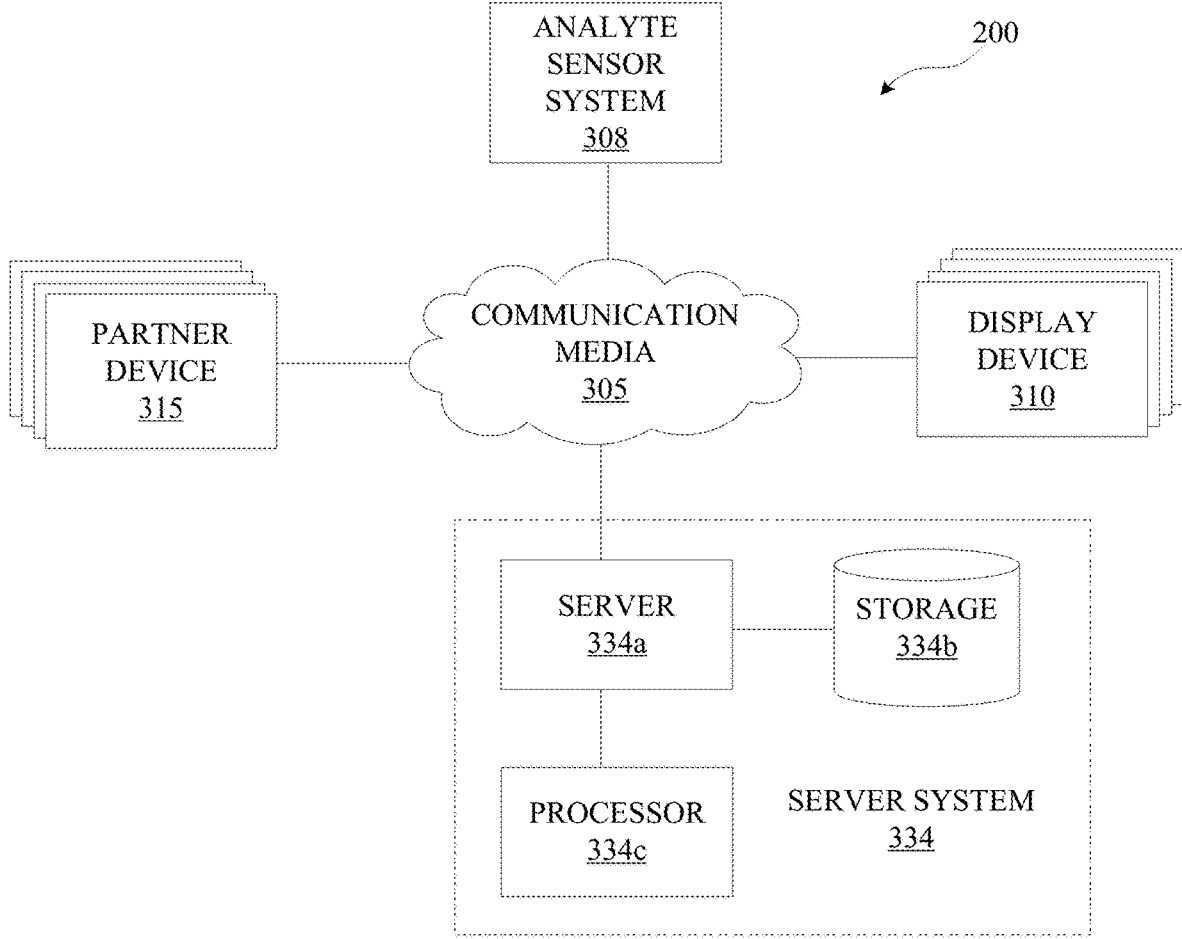 ANALYTE
SENSOR
SYSTEM
308
200
COMMUNICATION
MEDIA
305
PARTNER
DEVICE
315
DISPLAY
DEVICE
310
SERVER
334a
STORAGE
334b
PROCESSOR
334c
SERVER SYSTEM
334